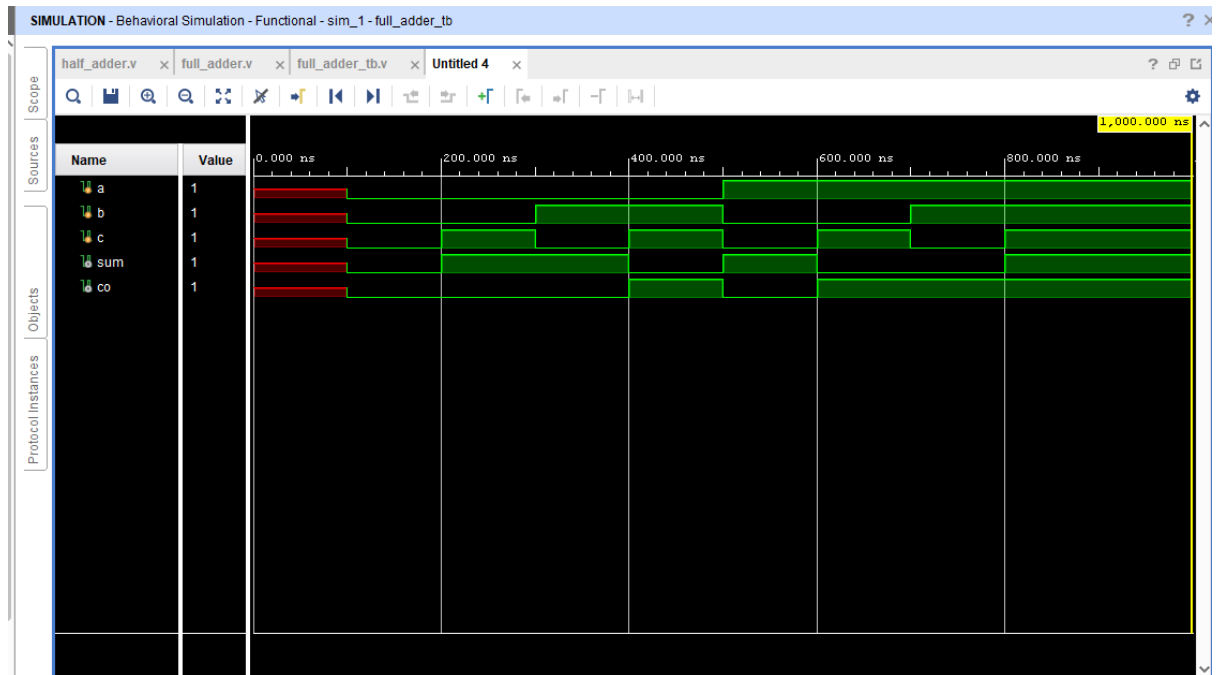 SIMULATION - Behavioral Simulation - Functional - sim_1 - full_adder_tb ? ×
half_adder.v × full_adder.v × full_adder_tb.v × Untitled 4 × ?
Scope
Sources
Objects
Protocol Instances
1,000.000 ns
Name Value 0.000 ns 200.000 ns 400.000 ns 600.000 ns 800.000 ns
a 1
b 1
c 1
sum 1
co 1